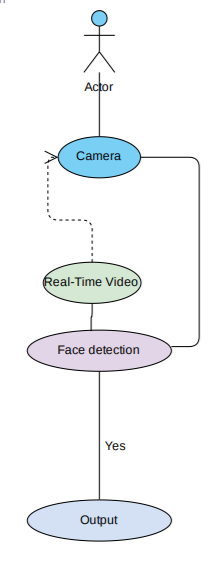 Actor
Camera
Real-Time Video
Face detection
Yes
Output